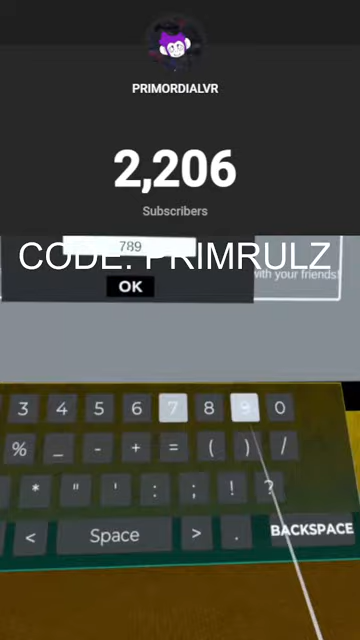 PRIMORDIALVR
2,206
Subscribers
789
CODE: PRIMRULZ
with your friends!
OK
3 4 5 6 7 8 9 0
% _ - + = ( ) /
* " ' : ; ! ?
< Space > . BACKSPACE